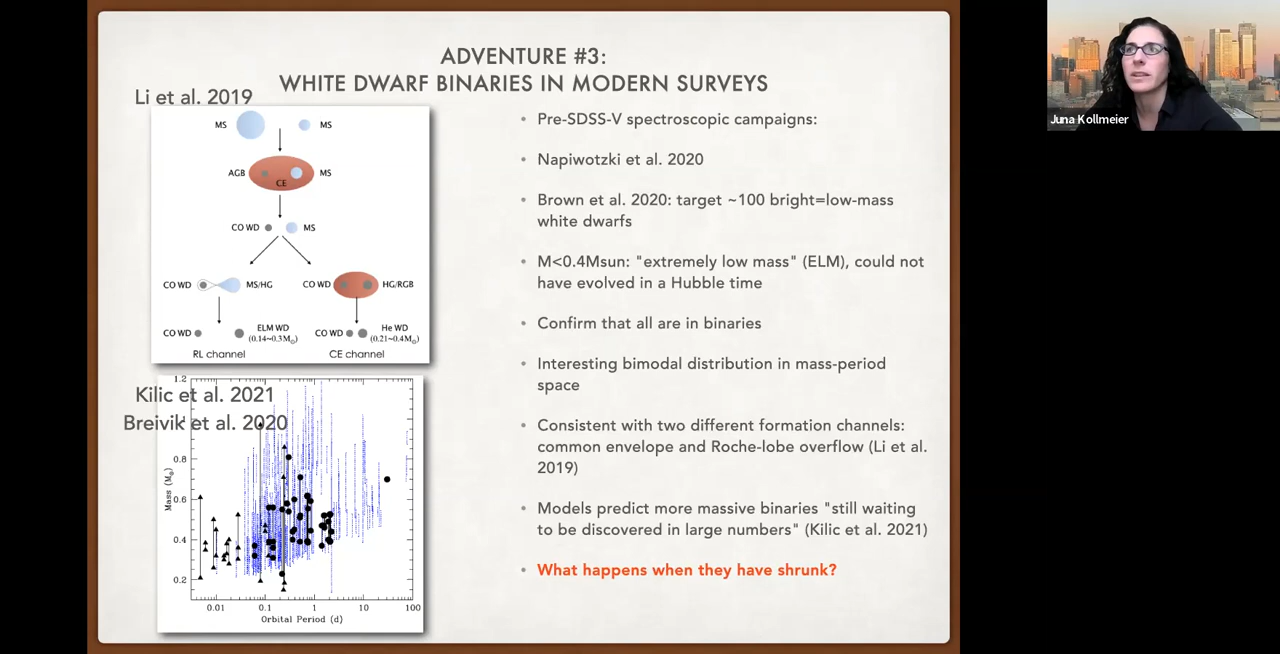 ADVENTURE #3:
WHITE DWARF BINARIES IN MODERN SURVEYS
Li et al. 2019
MS MS
AGB MS
CE
CO WD MS
CO WD MS/HG CO WD HG/RGB
CO WD ELM WD CO WD He WD
(0.14~0.3M⊙) (0.21~0.4M⊙)
RL channel CE channel
Kilic et al. 2021
Breivik et al. 2020
1.2
0.8
0.6
0.4
0.2
Mass (M⊙)
0.01 0.1 1 10 100
Orbital Period (d)
• Pre-SDSS-V spectroscopic campaigns:
• Napiwotzki et al. 2020
• Brown et al. 2020: target ~100 bright=low-mass
white dwarfs
• M<0.4Msun: "extremely low mass" (ELM), could not
have evolved in a Hubble time
• Confirm that all are in binaries
• Interesting bimodal distribution in mass-period
space
• Consistent with two different formation channels:
common envelope and Roche-lobe overflow (Li et al.
2019)
• Models predict more massive binaries "still waiting
to be discovered in large numbers" (Kilic et al. 2021)
• What happens when they have shrunk?
Juna Kollmeier